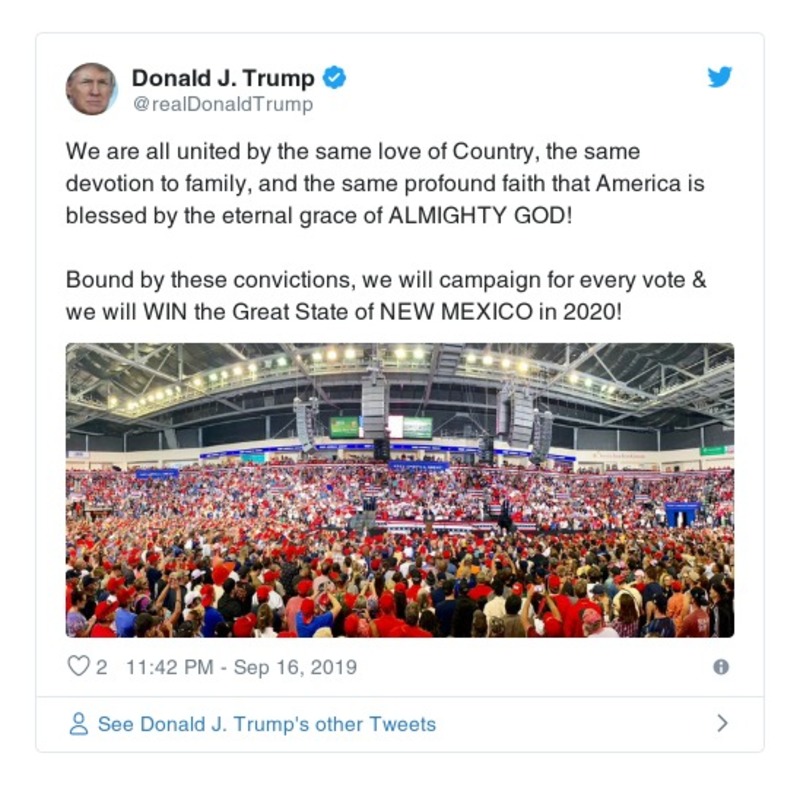 Donald J. Trump
@realDonaldTrump
We are all united by the same love of Country, the same
devotion to family, and the same profound faith that America is
blessed by the eternal grace of ALMIGHTY GOD!
Bound by these convictions, we will campaign for every vote &
we will WIN the Great State of NEW MEXICO in 2020!
2 11:42 PM - Sep 16, 2019
See Donald J. Trump's other Tweets